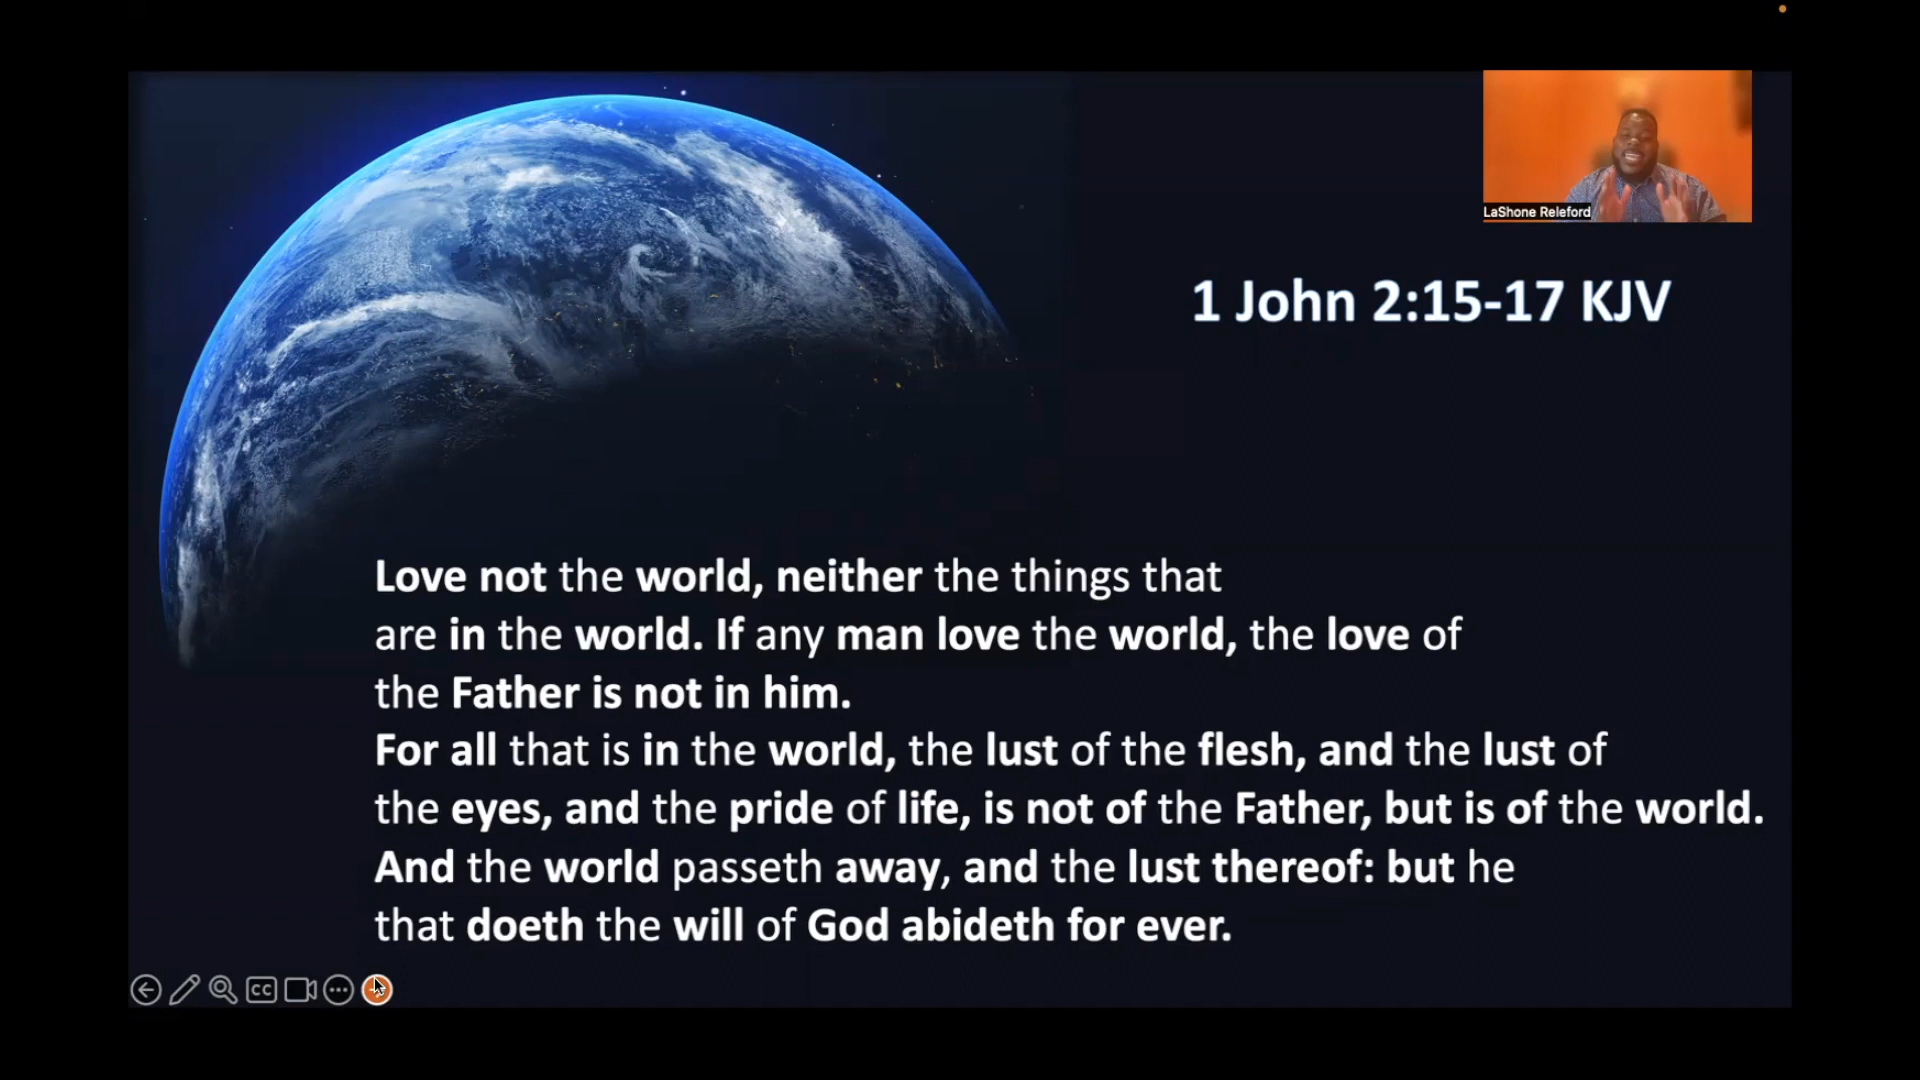 LaShone Releford
1 John 2:15-17 KJV
Love not the world, neither the things that
are in the world. If any man love the world, the love of
the Father is not in him.
For all that is in the world, the lust of the flesh, and the lust of
the eyes, and the pride of life, is not of the Father, but is of the world.
And the world passeth away, and the lust thereof: but he
that doeth the will of God abideth for ever.
CC